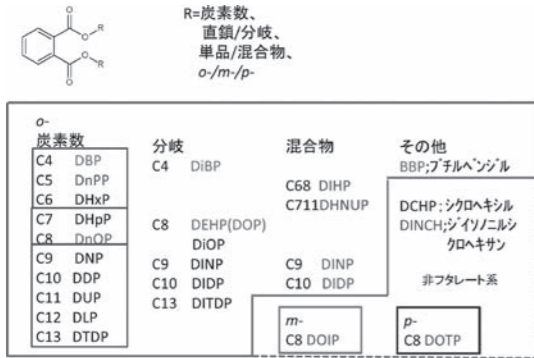 O
O-R
O-R
O
R=炭素数、
直鎖/分岐、
単品/混合物、
o-/m-/p-
o-
炭素数
C4 DBP
C5 DnPP
C6 DHxP
C7 DHpP
C8 DnOP
C9 DNP
C10 DDP
C11 DUP
C12 DLP
C13 DTDP
分岐
C4 DiBP
C8 DEHP(DOP)
DiOP
C9 DINP
C10 DIDP
C13 DITDP
混合物
C68 DIHP
C711DHNUP
C9 DINP
C10 DIDP
その他
BBP;ブチルベンジル
DCHP;シクロヘキシル
DINCH;ジイソノニルシ
クロヘキサン
非フタレート系
m-
C8 DOIP
p-
C8 DOTP